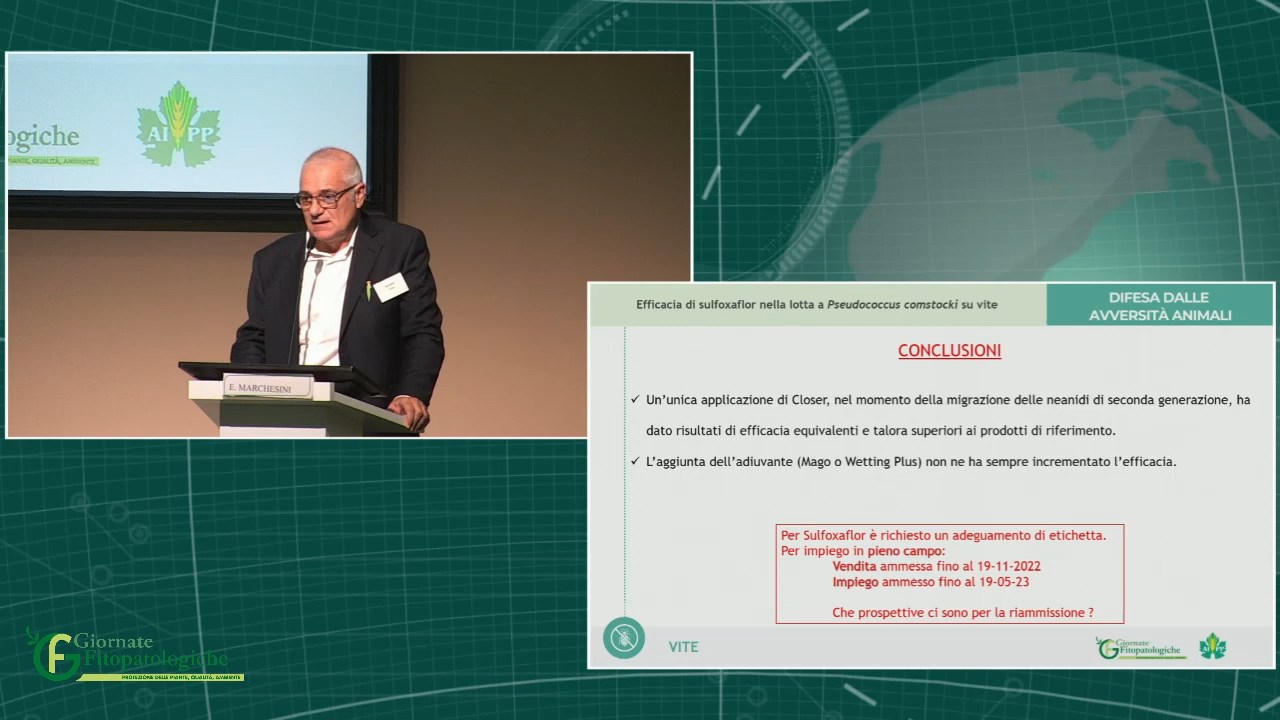 ogiche
PIANTE, QUALITÀ, AMBIENTE
AI PP
E. MARCHESINI
Efficacia di sulfoxaflor nella lotta a Pseudococcus comstocki su vite
DIFESA DALLE
AVVERSITÀ ANIMALI
CONCLUSIONI
✓ Un'unica applicazione di Closer, nel momento della migrazione delle neanidi di seconda generazione, ha
dato risultati di efficacia equivalenti e talora superiori ai prodotti di riferimento.
✓ L'aggiunta dell'adiuvante (Mago o Wetting Plus) non ne ha sempre incrementato l'efficacia.
Per Sulfoxaflor è richiesto un adeguamento di etichetta.
Per impiego in pieno campo:
Vendita ammessa fino al 19-11-2022
Impiego ammesso fino al 19-05-23
Che prospettive ci sono per la riammissione ?
VITE
Giornate
Fitopatologiche
Giornate
Fitopatologiche
PROTEZIONE DELLE PIANTE, QUALITÀ, AMBIENTE